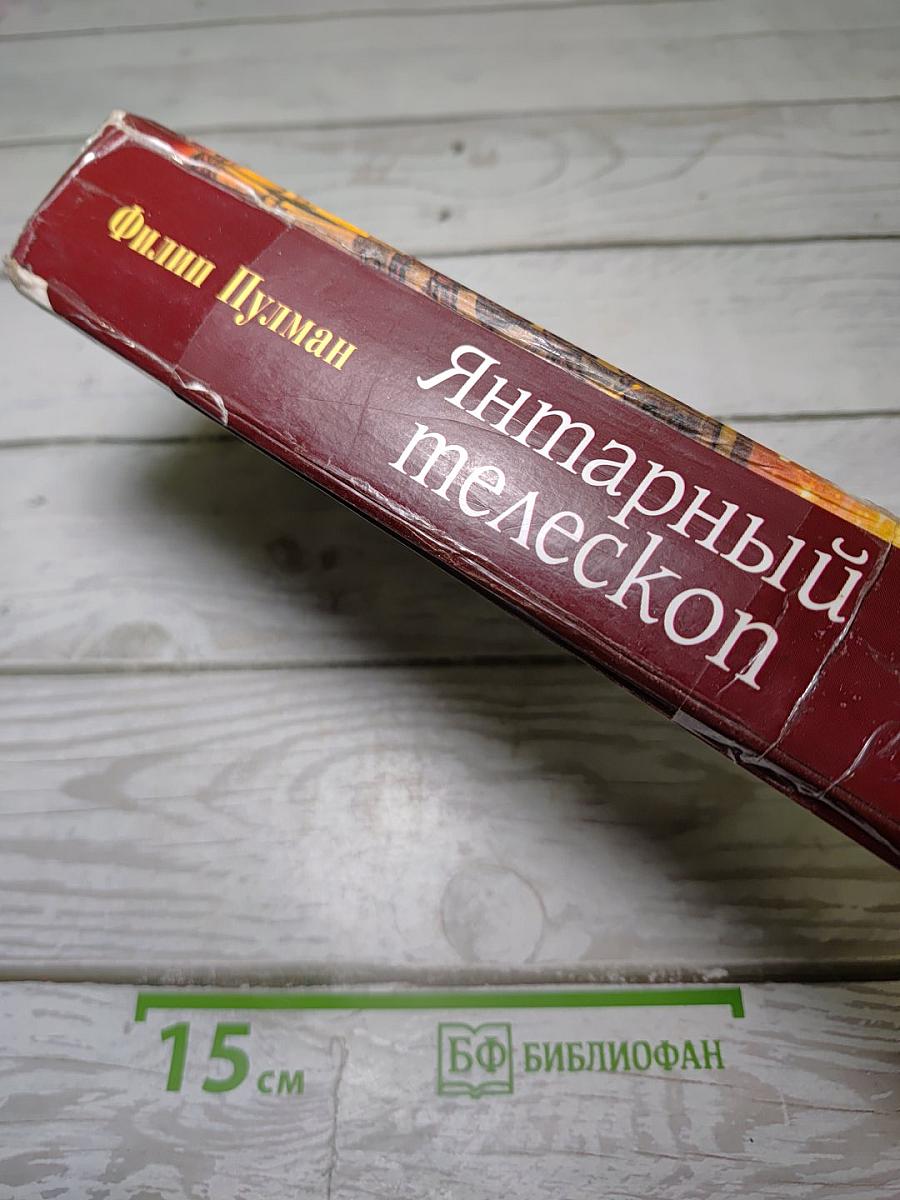 Филип Пулман
Янтарный
телескоп
15 см
БФ БИБЛИОФАН